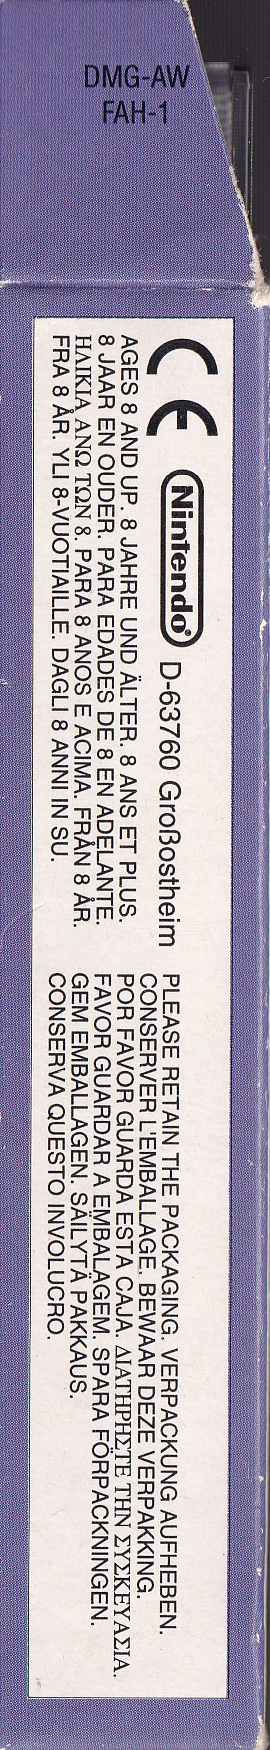 DMG-AW
FAH-1
CE Nintendo® D-63760 Großostheim
AGES 8 AND UP. 8 JAHRE UND ÄLTER. 8 ANS ET PLUS.
8 JAAR EN OUDER. PARA EDADES DE 8 EN ADELANTE.
ΗΛΙΚΙΑ ΑΝΩ ΤΩΝ 8. PARA 8 ANOS E ACIMA. FRÅN 8 ÅR.
FRA 8 ÅR. YLI 8-VUOTIAILLE. DAGLI 8 ANNI IN SU.
PLEASE RETAIN THE PACKAGING. VERPACKUNG AUFHEBEN.
CONSERVER L'EMBALLAGE. BEWAAR DEZE VERPAKKING.
POR FAVOR GUARDA ESTA CAJA. ΔΙΑΤΗΡΗΣΤΕ ΤΗΝ ΣΥΣΚΕΥΑΣΙΑ.
FAVOR GUARDAR A EMBALAGEM. SPARA FÖRPACKNINGEN.
GEM EMBALLAGEN. SÄILYTÄ PAKKAUS.
CONSERVA QUESTO INVOLUCRO.